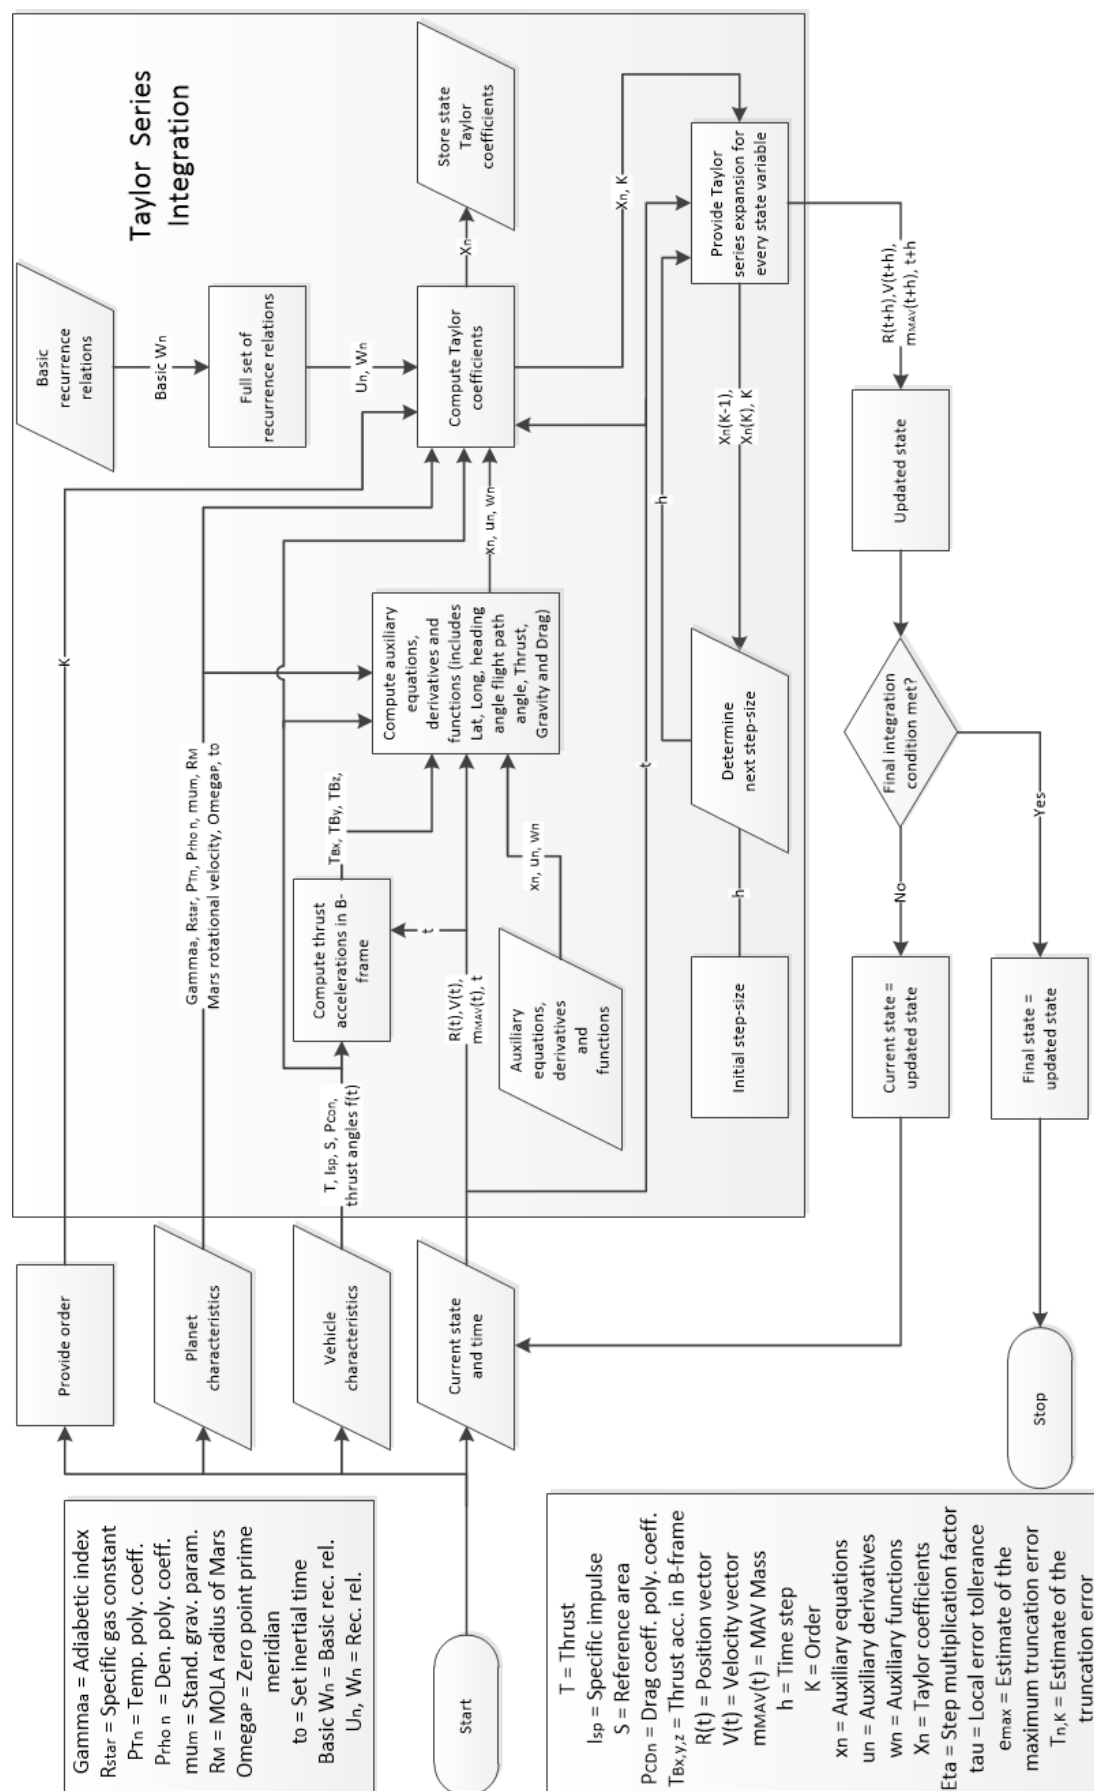 Taylor Series
Integration
Gammaa = Adiabetic index
Rstar = Specific gas constant
PTn = Temp. poly. coeff.
Prho n = Den. poly. coeff.
mum = Stand. grav. param.
RM = MOLA radius of Mars
OmegaP = Zero point prime
meridian
to = Set inertial time
Basic Wn = Basic rec. rel.
Un, Wn = Rec. rel.
Start
Provide order
Planet
characteristics
Vehicle
characteristics
Current state
and time
K
Gammaa, Rstar, PTn, Prho n, mum, RM
Mars rotational velocity, OmegaP, to
T, Isp, S, PCDn,
thrust angles f(t)
R(t),V(t),
mMAV(t), t
t
Compute thrust
accelerations in B-
frame
TBx, TBy, TBz,
Auxiliary
equations,
derivatives
and
functions
xn, un, wn
Compute auxiliary
equations,
derivatives and
functions (includes
Lat, Long, heading
angle flight path
angle, Thrust,
Gravity and Drag)
xn, un, wn
Basic
recurrence
relations
Basic Wn
Full set of
recurrence relations
Un, Wn
Compute Taylor
coefficients
Xn
Store state
Taylor
coefficients
Xn, K
t
Initial step-size
h
Determine
next step-size
h
Xn(K-1),
Xn(K), K
Provide Taylor
series expansion for
every state variable
R(t+h),V(t+h),
mMAV(t+h), t+h
Updated state
Final integration
condition met?
No
Yes
Current state =
updated state
Final state =
updated state
Stop
T = Thrust
Isp = Specific impulse
S = Reference area
PCDn = Drag coeff. poly. coeff.
TBx,y,z = Thrust acc. in B-frame
R(t) = Position vector
V(t) = Velocity vector
mMAV(t) = MAV Mass
h = Time step
K = Order
xn = Auxiliary equations
un = Auxiliary derivatives
wn = Auxiliary functions
Xn = Taylor coefficients
Eta = Step multiplication factor
tau = Local error tollerance
emax = Estimate of the
maximum truncation error
Tn,K = Estimate of the
truncation error